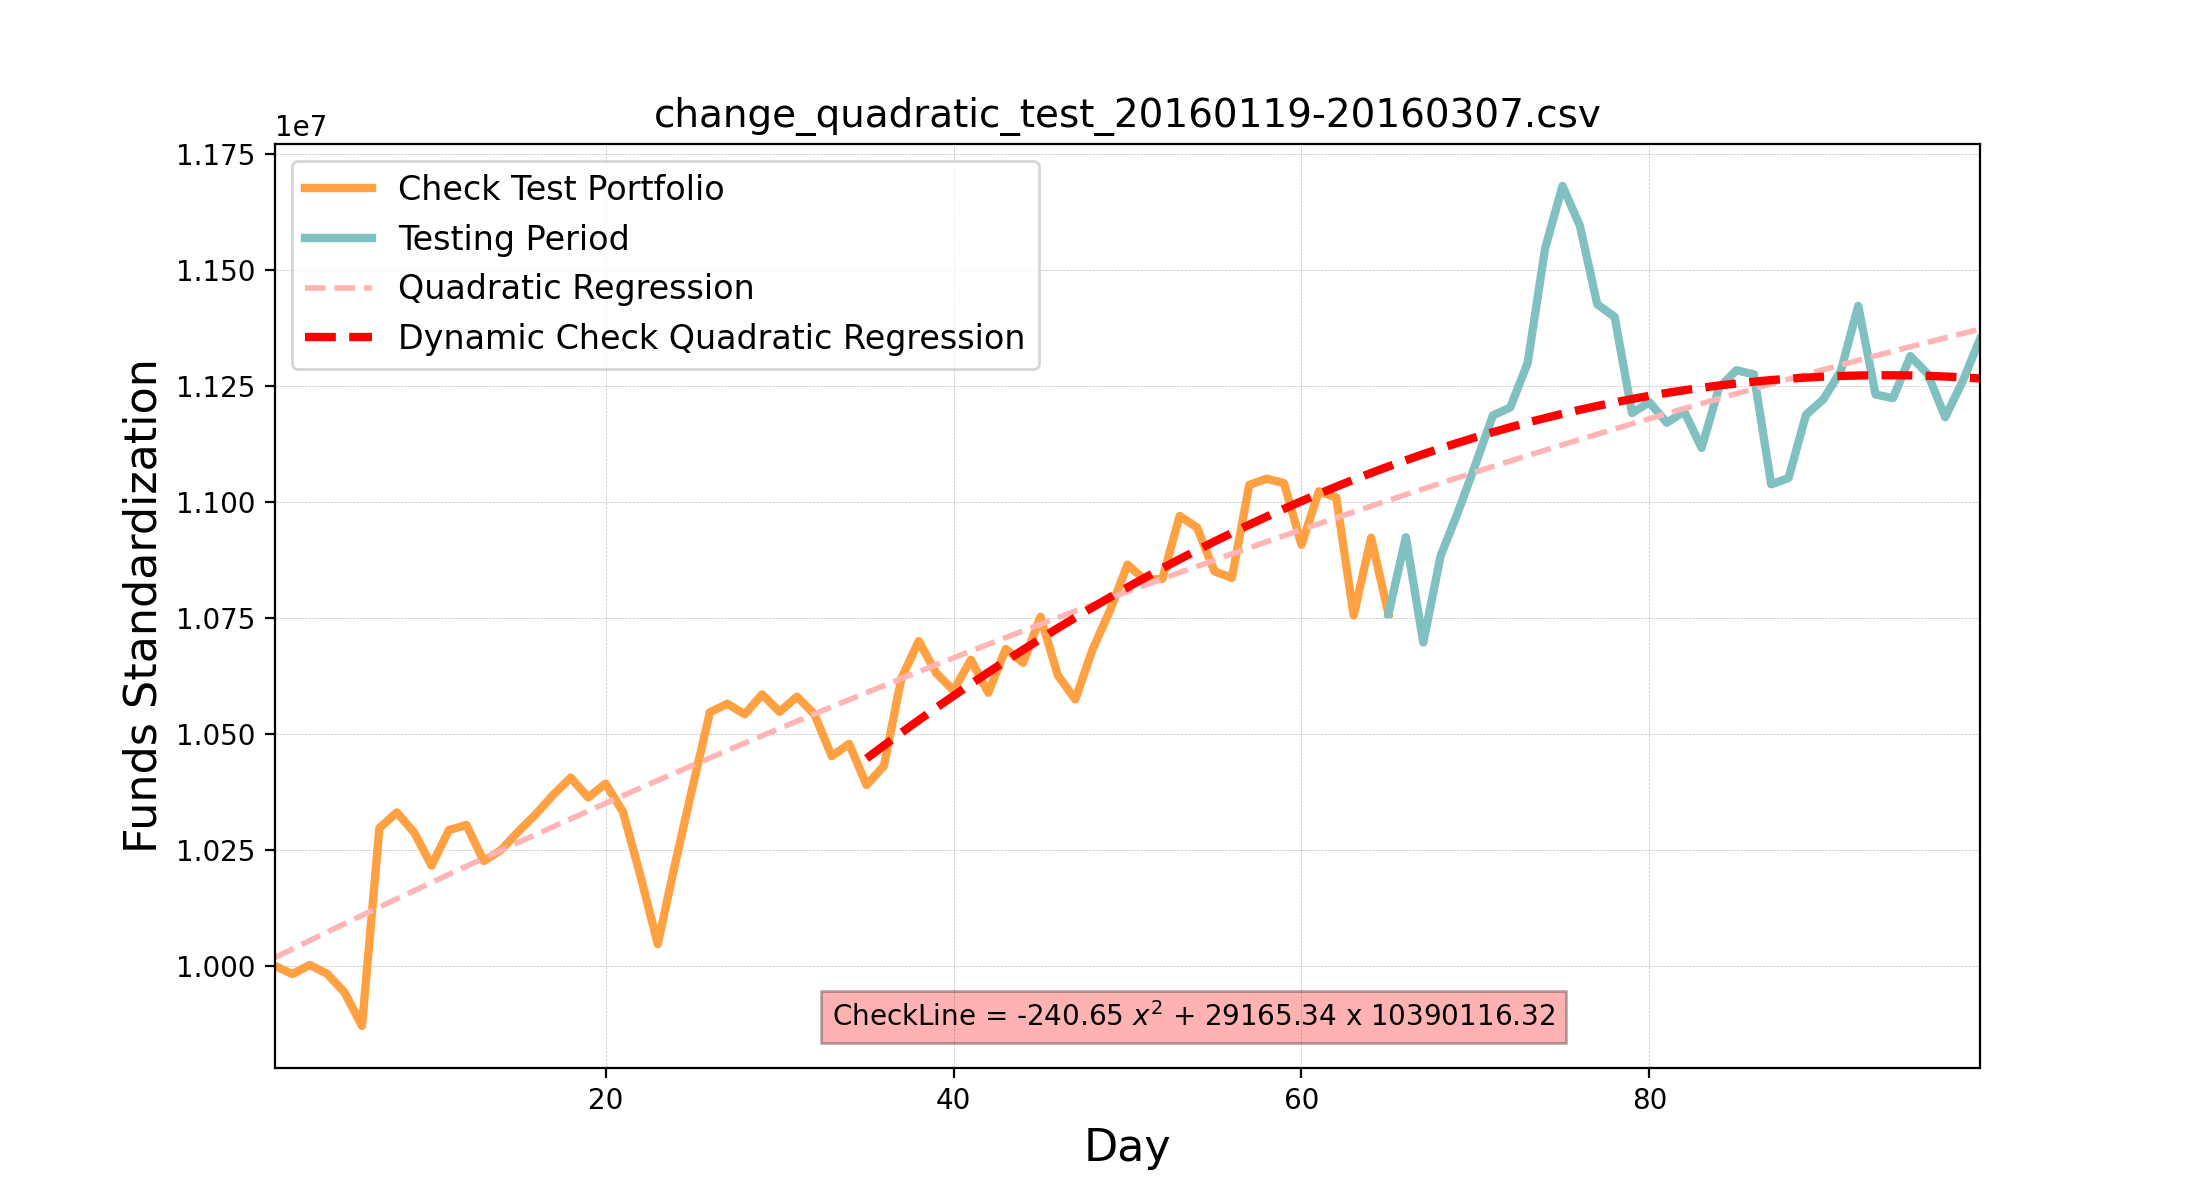 change_quadratic_test_20160119-20160307.csv
1e7
1.175
1.150
1.125
1.100
1.075
1.050
1.025
1.000
Funds Standardization
Check Test Portfolio
Testing Period
Quadratic Regression
Dynamic Check Quadratic Regression
CheckLine = -240.65 x² + 29165.34 x 10390116.32
20 40 60 80
Day